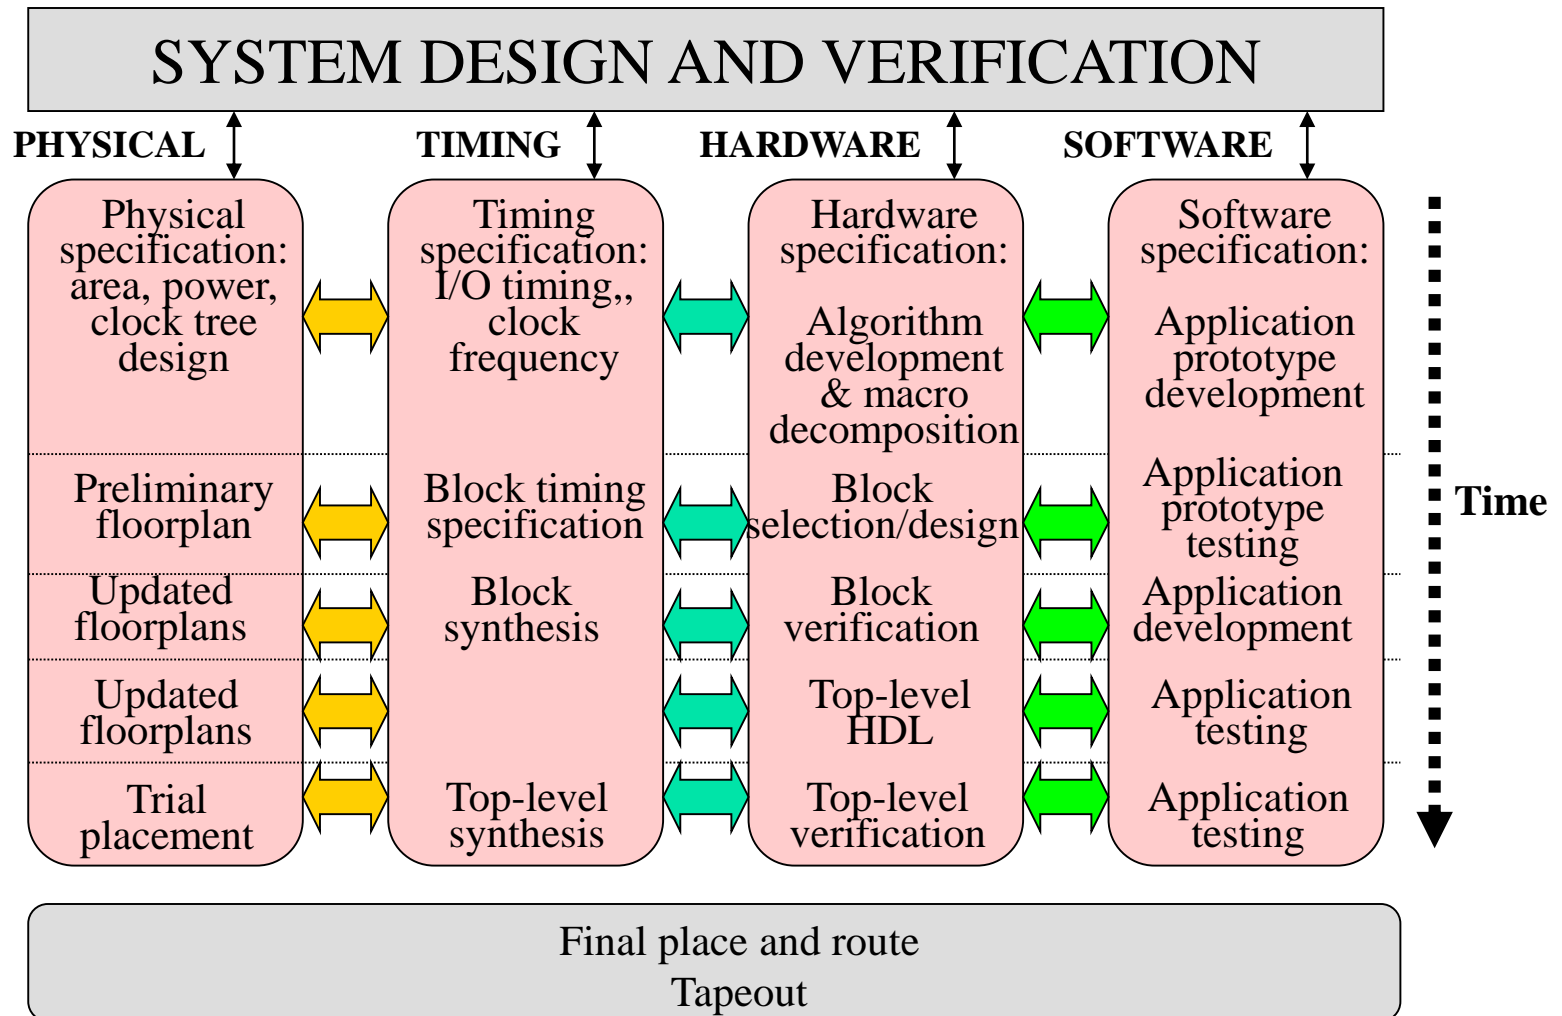 SYSTEM DESIGN AND VERIFICATION
PHYSICAL
TIMING
HARDWARE
SOFTWARE
Physical
specification:
area, power,
clock tree
design
Preliminary
floorplan
Updated
floorplans
Updated
floorplans
Trial
placement
Timing
specification:
I/O timing,,
clock
frequency
Block timing
specification
Block
synthesis
Top-level
synthesis
Hardware
specification:
Algorithm
development
& macro
decomposition
Block
selection/design
Block
verification
Top-level
HDL
Top-level
verification
Software
specification:
Application
prototype
development
Application
prototype
testing
Application
development
Application
testing
Application
testing
Time
Final place and route
Tapeout